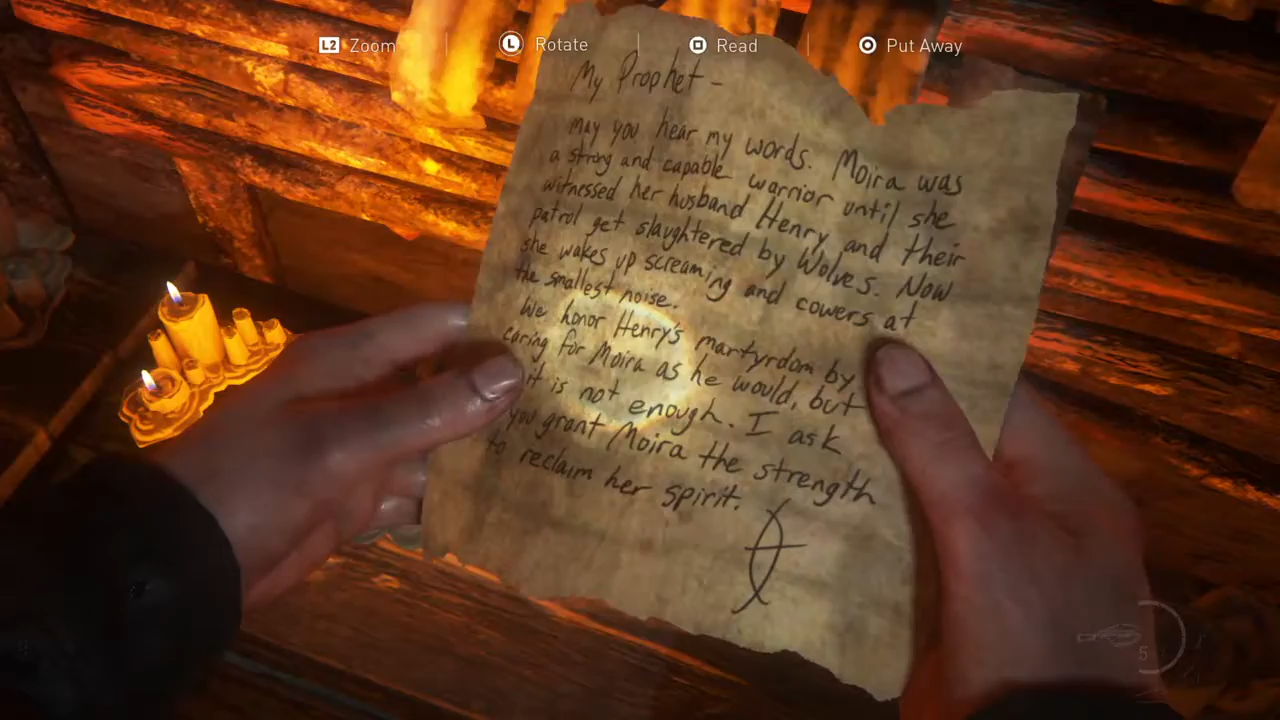 L2 Zoom L Rotate Read Put Away
My Prophet -
may you hear my words. Moira was
a strong and capable warrior until she
witnessed her husband Henry and their
patrol get slaughtered by Wolves. Now
she wakes up screaming and cowers at
the smallest noise.
We honor Henry's martyrdom by
caring for Moira as he would, but
it is not enough. I ask
you grant Moira the strength
to reclaim her spirit.
5